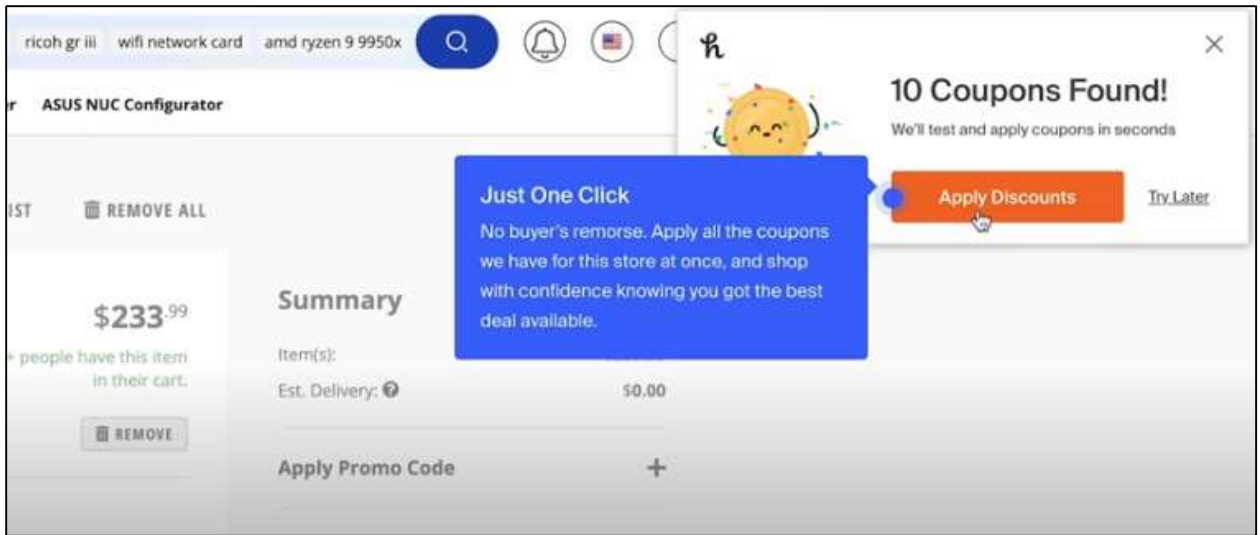 ricoh gr iii wifi network card amd ryzen 9 9950x
ASUS NUC Configurator
10 Coupons Found!
We'll test and apply coupons in seconds
Apply Discounts Try Later
Just One Click
No buyer's remorse. Apply all the coupons
we have for this store at once, and shop
with confidence knowing you got the best
deal available.
IST REMOVE ALL
$233.99
+ people have this item
in their cart.
REMOVE
Summary
Item(s):
Est. Delivery: $0.00
Apply Promo Code +